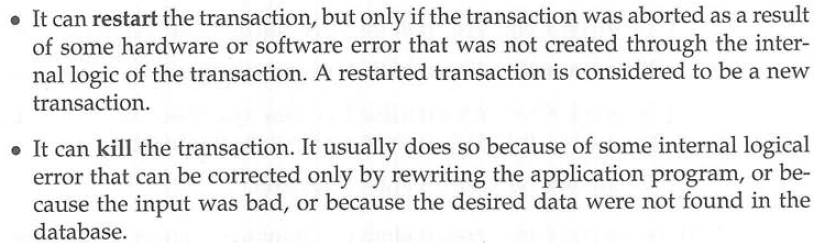 • It can restart the transaction, but only if the transaction was aborted as a result
of some hardware or software error that was not created through the inter-
nal logic of the transaction. A restarted transaction is considered to be a new
transaction.
• It can kill the transaction. It usually does so because of some internal logical
error that can be corrected only by rewriting the application program, or be-
cause the input was bad, or because the desired data were not found in the
database.